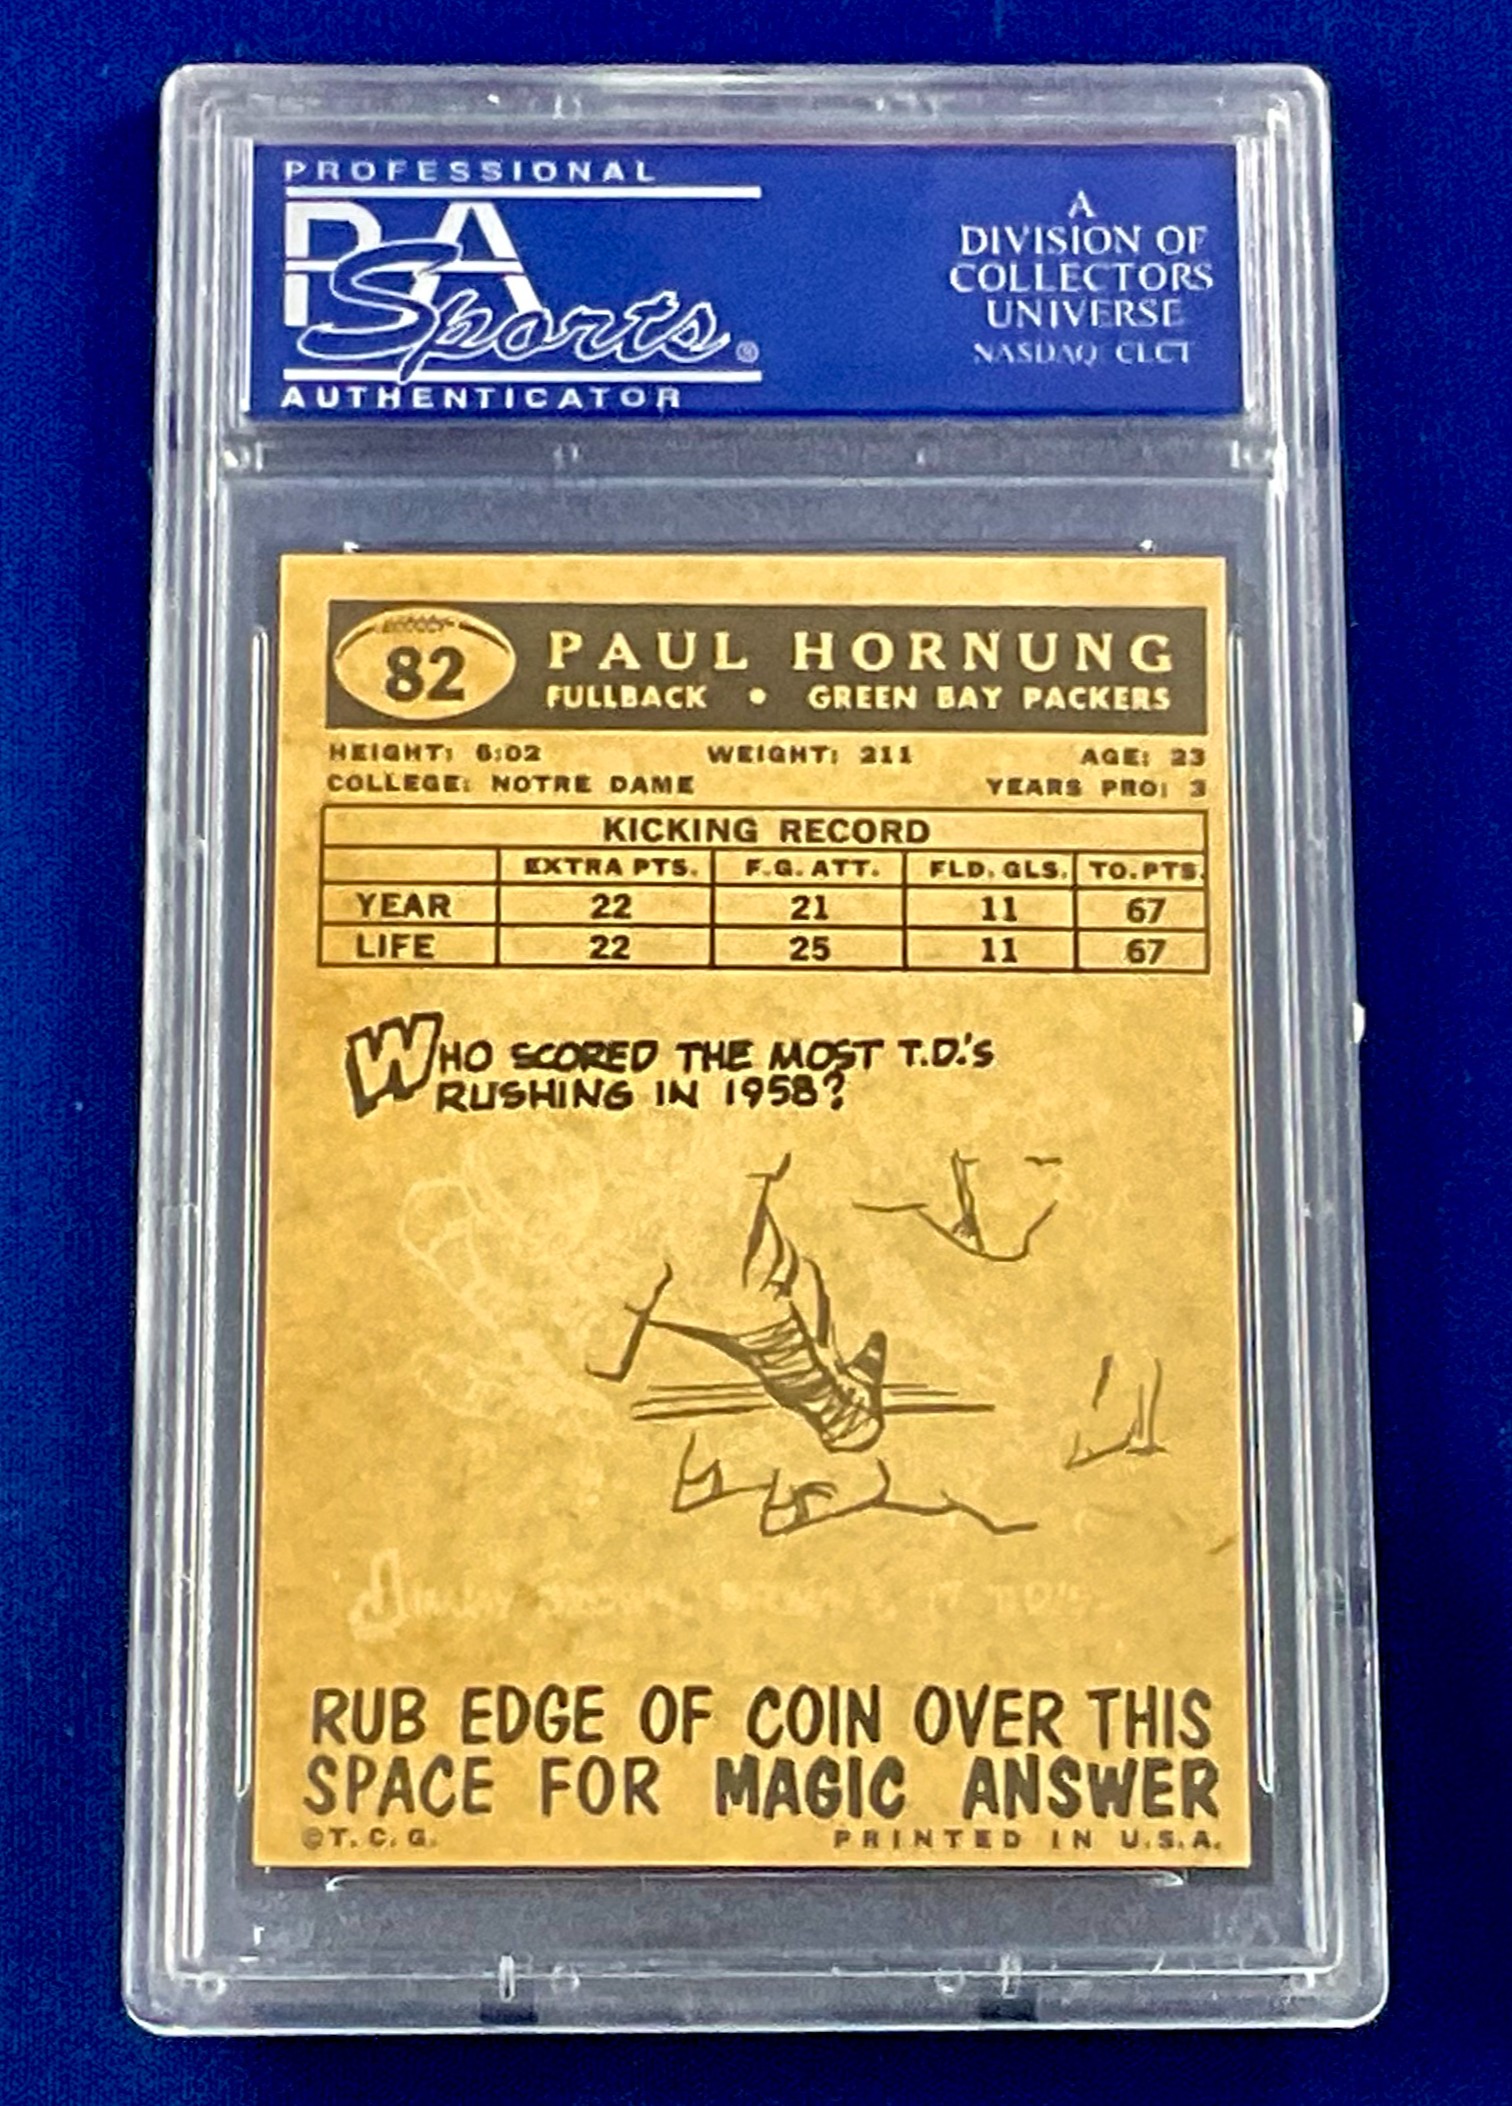 PROFESSIONAL
PSA
Sports®
AUTHENTICATOR
A
DIVISION OF
COLLECTORS
UNIVERSE
NASDAQ CLCT
82
PAUL HORNUNG
FULLBACK • GREEN BAY PACKERS
HEIGHT: 6:02 WEIGHT: 211 AGE: 23
COLLEGE: NOTRE DAME YEARS PRO: 3
KICKING RECORD
EXTRA PTS. F.G. ATT. FLD. GLS. TO. PTS.
YEAR 22 21 11 67
LIFE 22 25 11 67
WHO SCORED THE MOST T.D.'S
RUSHING IN 1958?
17 T.D.'S.
RUB EDGE OF COIN OVER THIS
SPACE FOR MAGIC ANSWER
©T. C. G. PRINTED IN U.S.A.